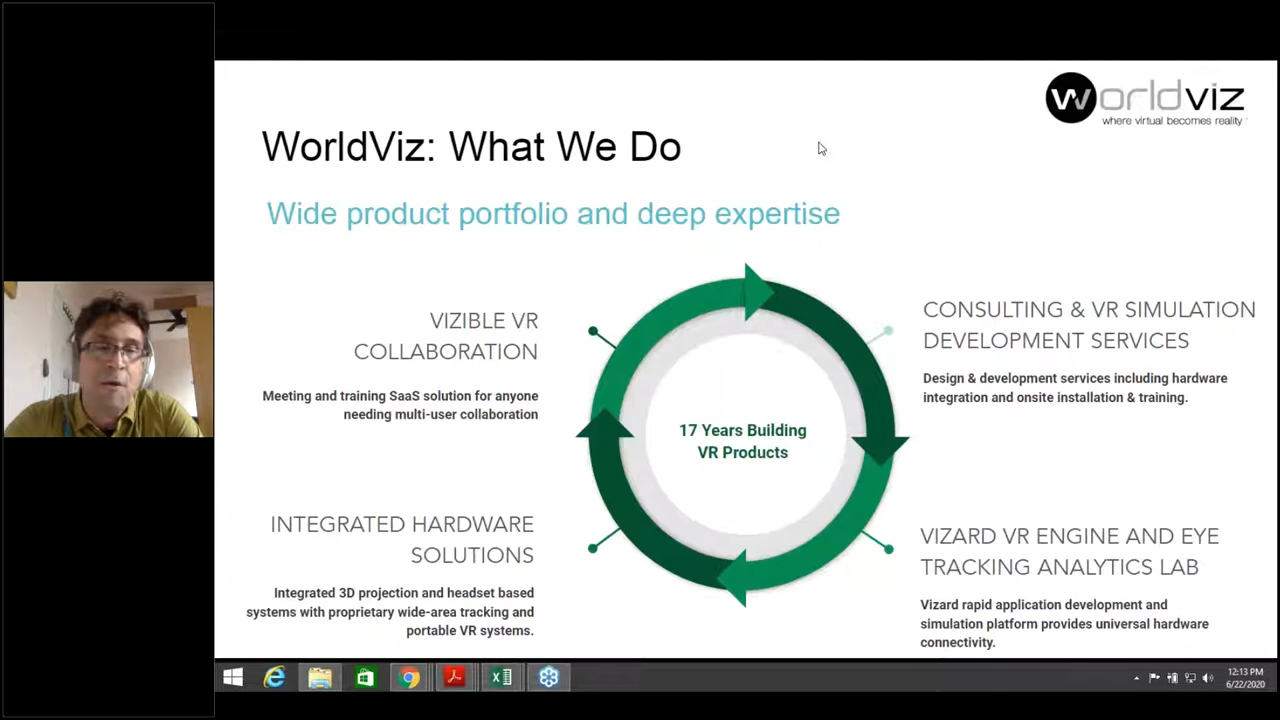 worldviz
where virtual becomes reality
WorldViz: What We Do
Wide product portfolio and deep expertise
VIZIBLE VR
COLLABORATION
Meeting and training SaaS solution for anyone
needing multi-user collaboration
CONSULTING & VR SIMULATION
DEVELOPMENT SERVICES
Design & development services including hardware
integration and onsite installation & training.
17 Years Building
VR Products
INTEGRATED HARDWARE
SOLUTIONS
Integrated 3D projection and headset based
systems with proprietary wide-area tracking and
portable VR systems.
VIZARD VR ENGINE AND EYE
TRACKING ANALYTICS LAB
Vizard rapid application development and
simulation platform provides universal hardware
connectivity.
12:13 PM
6/22/2020